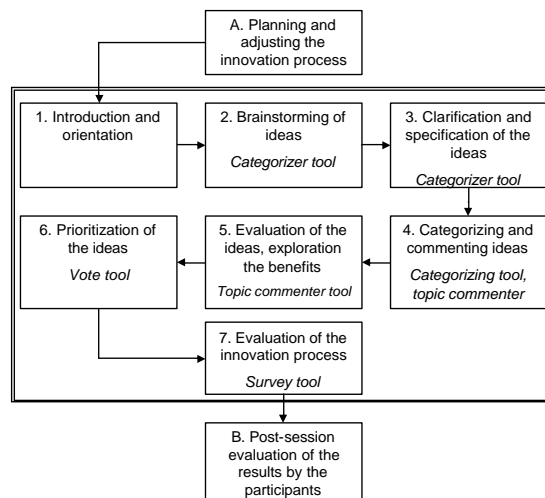 A. Planning and
adjusting the
innovation process
1. Introduction and
orientation
2. Brainstorming of
ideas
Categorizer tool
3. Clarification and
specification of the
ideas
Categorizer tool
4. Categorizing and
commenting ideas
Categorizing tool,
topic commenter
5. Evaluation of the
ideas, exploration
the benefits
Topic commenter tool
6. Prioritization of
the ideas
Vote tool
7. Evaluation of the
innovation process
Survey tool
B. Post-session
evaluation of the
results by the
participants